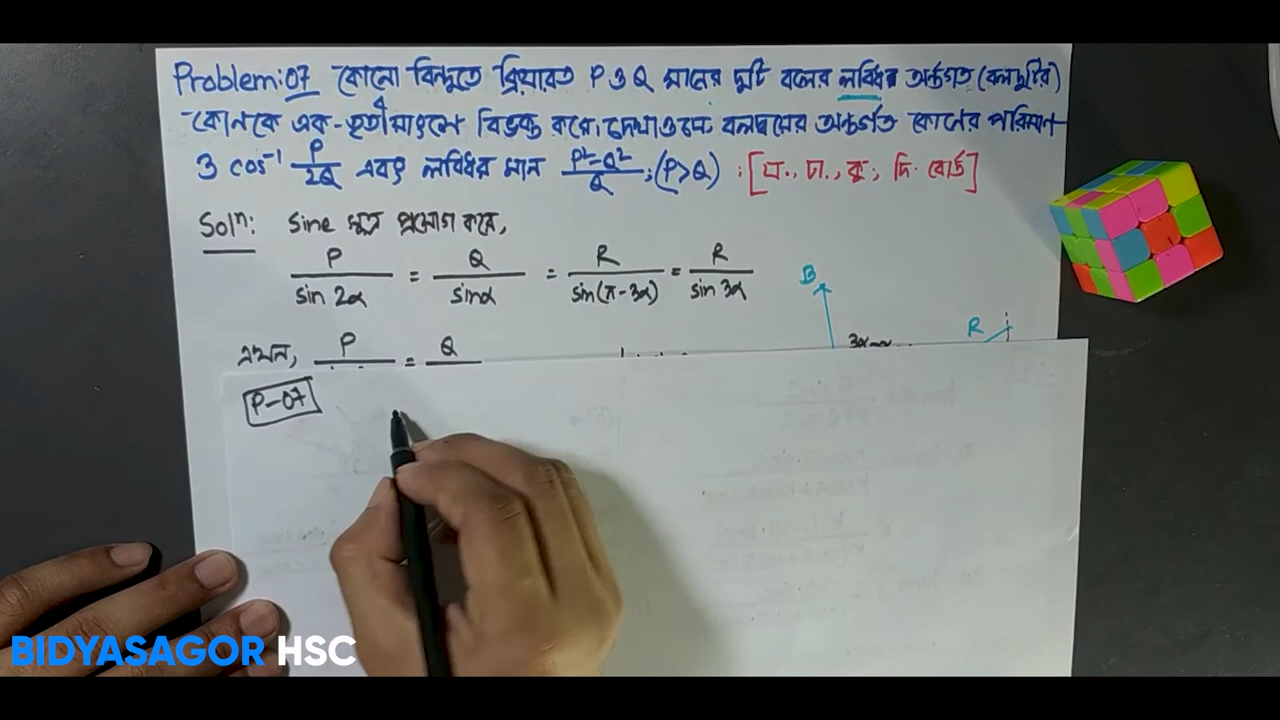 Problem:07 কোনো বিন্দুতে ক্রিয়ারত P ও Q মানের দুটি বলের লব্ধির অন্তর্গত (বলদুটির)
কোনকে এক-তৃতীয়াংশে বিভক্ত করে। দেখাও যে বলদ্বয়ের অন্তর্গত কোনের পরিমাণ
3 cos⁻¹ P/2Q এবং লব্ধির মান P²-Q²/Q ; (P>Q) : [য., ঢা., কু; দি. বোর্ড]
Solⁿ: Sine সূত্র প্রয়োগ করে,
P/sin 2α = Q/sinα = R/sin(π-3α) = R/sin 3α
B
R
এখন, P = Q
P-07
BIDYASAGOR HSC